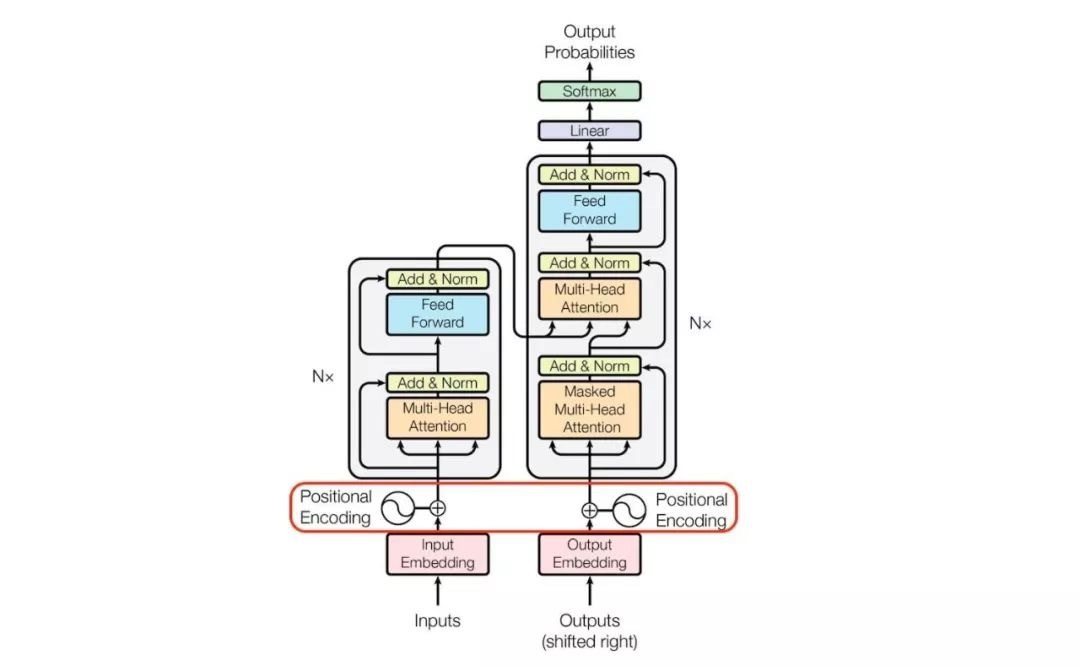 Output
Probabilities
Softmax
Linear
Add & Norm
Feed
Forward
Add & Norm
Multi-Head
Attention
Nx
Add & Norm
Masked
Multi-Head
Attention
Add & Norm
Feed
Forward
Nx
Add & Norm
Multi-Head
Attention
Positional
Encoding
Positional
Encoding
Input
Embedding
Output
Embedding
Inputs
Outputs
(shifted right)